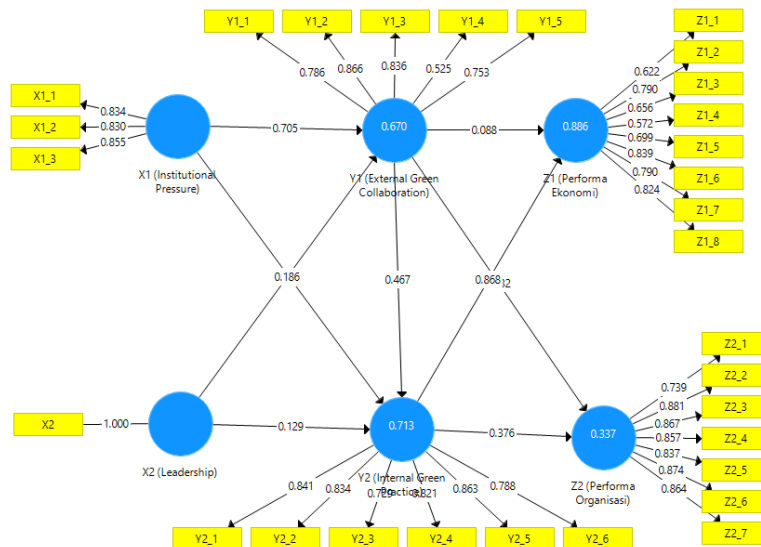 Y1_1
Y1_2
Y1_3
Y1_4
Y1_5
0.786
0.866
0.836
0.525
0.753
Z1_1
Z1_2
Z1_3
Z1_4
Z1_5
Z1_6
Z1_7
Z1_8
0.622
0.790
0.656
0.572
0.699
0.839
0.790
0.824
X1_1
X1_2
X1_3
0.834
0.830
0.855
X1 (Institutional
Pressure)
0.705
0.670
Y1 (External Green
Collaboration)
0.088
0.886
Z1 (Performa
Ekonomi)
0.186
0.467
0.868
X2
1.000
X2 (Leadership)
0.129
0.713
Y2 (Internal Green
0.376
0.337
Z2 (Performa
Organisasi)
Z2_1
Z2_2
Z2_3
Z2_4
Z2_5
Z2_6
Z2_7
0.739
0.881
0.867
0.857
0.837
0.874
0.864
0.841
0.834
0.863
0.788
Y2_1
Y2_2
Y2_3
Y2_4
Y2_5
Y2_6